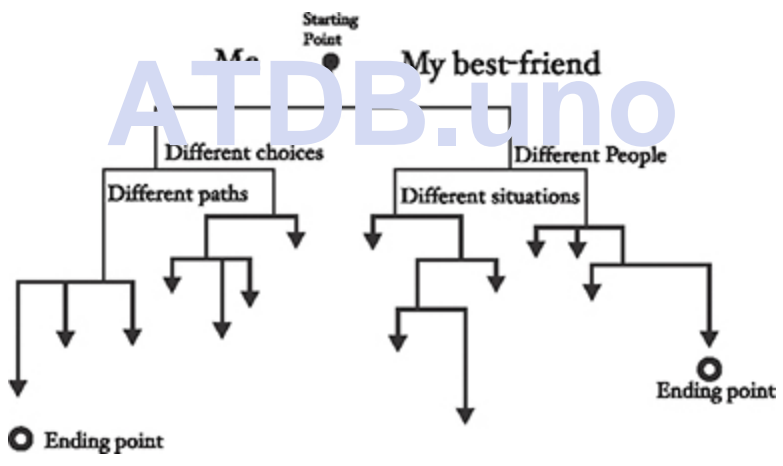 Starting
Point
Me
My best-friend
ATDB.uno
Different choices
Different People
Different paths
Different situations
Ending point
Ending point